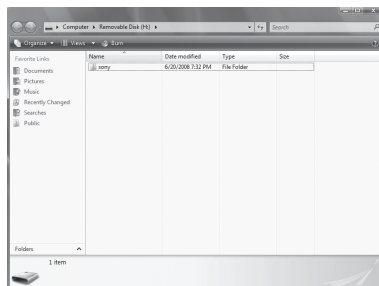 Computer ▸ Removable Disk (H:) ▸ Search
Organize Views Burn
Favorite Links
Documents
Pictures
Music
Recently Changed
Searches
Public
Folders
Name Date modified Type Size
sony 6/20/2008 7:32 PM File Folder
1 item